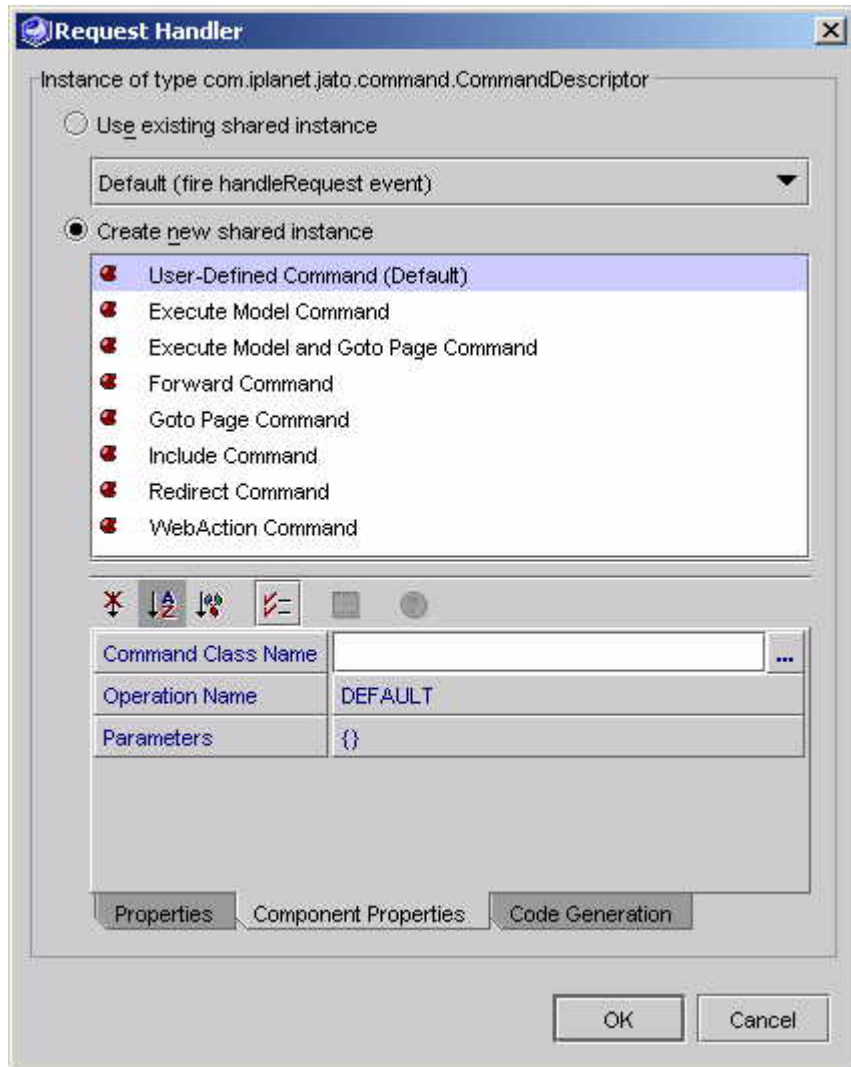 Request Handler
Instance of type com.iplanet.jato.command.CommandDescriptor
Use existing shared instance
Default (fire handleRequest event)
Create new shared instance
User-Defined Command (Default)
Execute Model Command
Execute Model and Goto Page Command
Forward Command
Goto Page Command
Include Command
Redirect Command
WebAction Command
Command Class Name ...
Operation Name DEFAULT
Parameters {}
Properties Component Properties Code Generation
OK Cancel